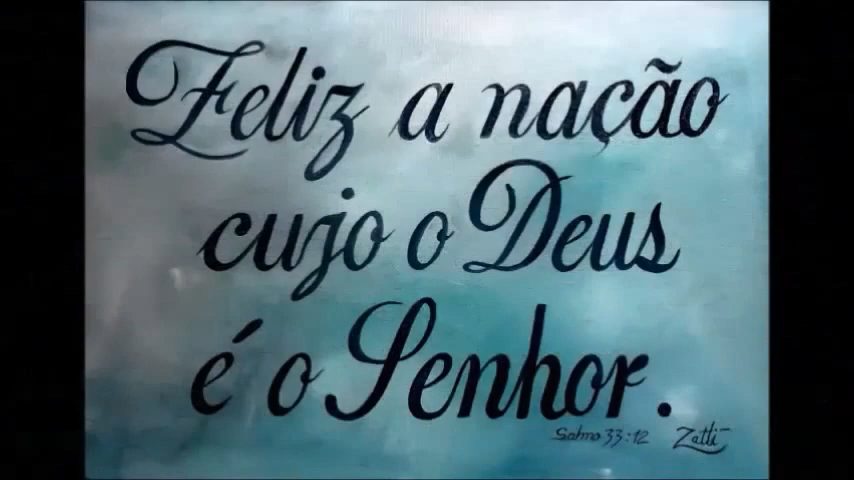 Feliz a nação
cujo o Deus
é o Senhor.
Salmo 33:12 Zatti